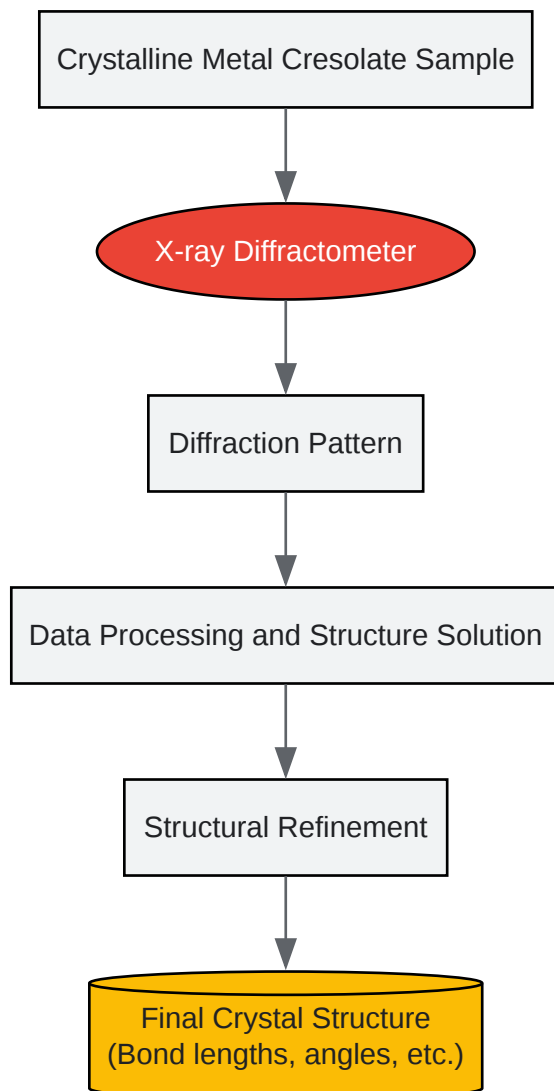 Crystalline Metal Cresolate Sample
X-ray Diffractometer
Diffraction Pattern
Data Processing and Structure Solution
Structural Refinement
Final Crystal Structure
(Bond lengths, angles, etc.)